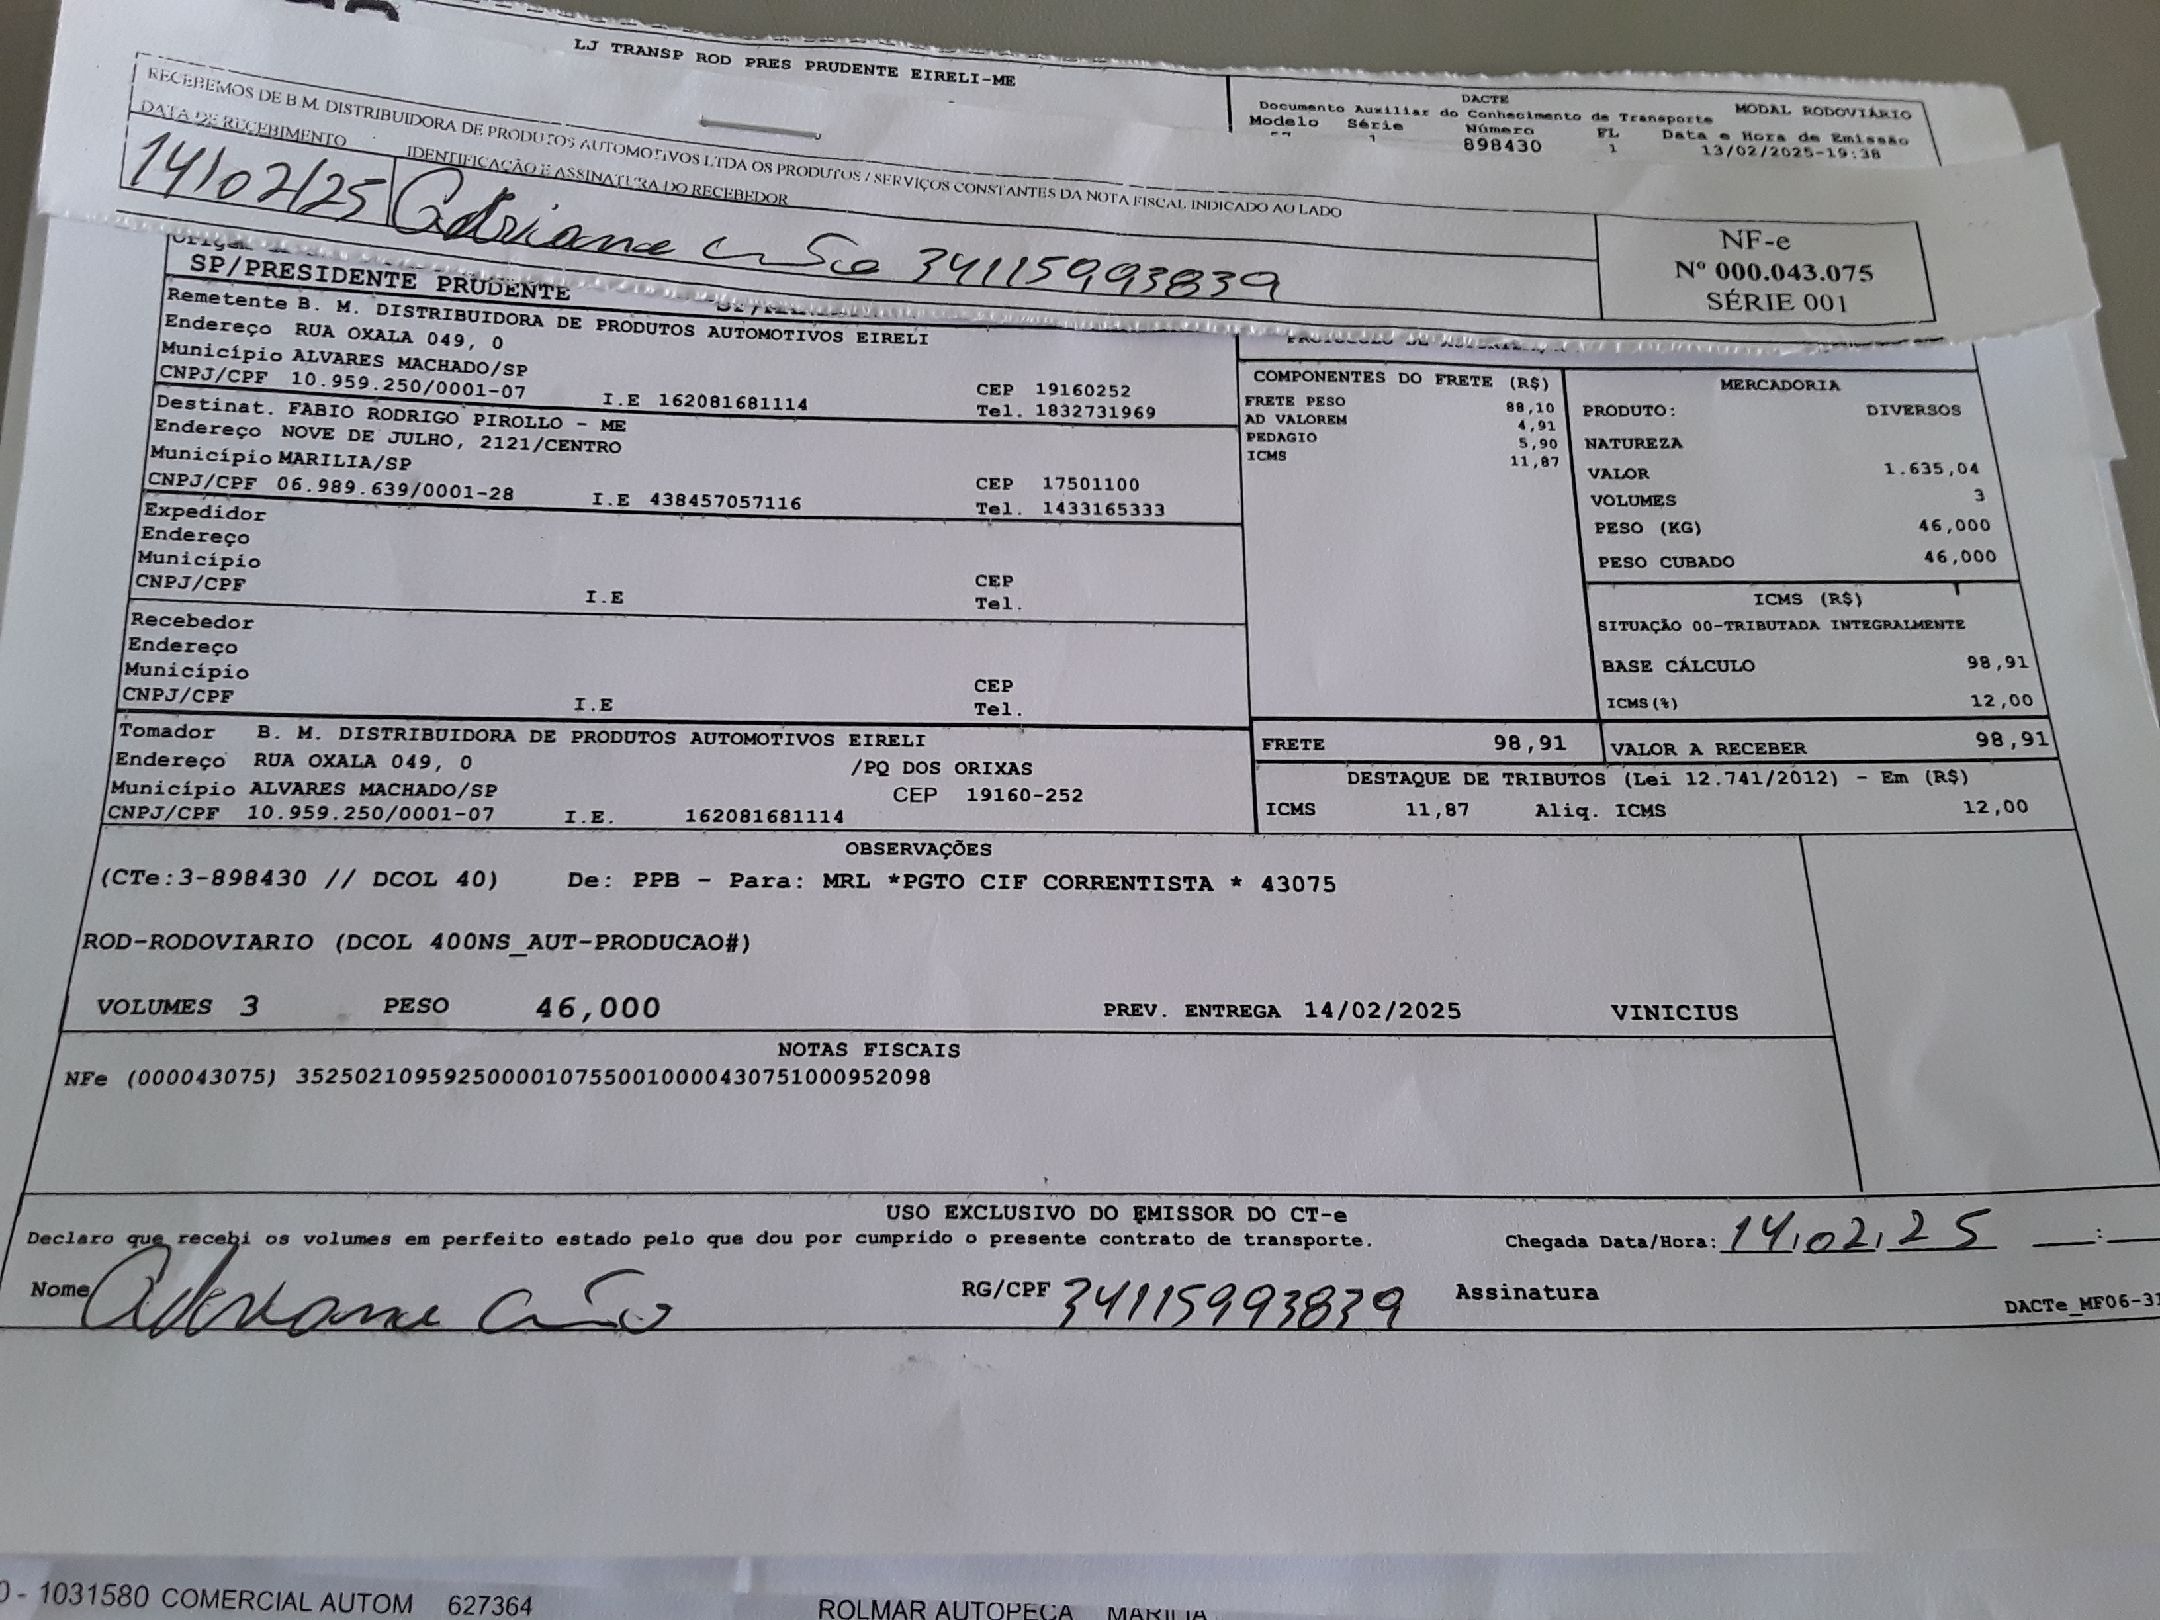 LJ TRANSP ROD PRES PRUDENTE EIRELI-ME
DACTE MODAL RODOVIÁRIO
Documento Auxiliar do Conhecimento de Transporte
Modelo Série Número FL Data e Hora de Emissão
1 898430 1 13/02/2025-19:38
RECEBEMOS DE B M. DISTRIBUIDORA DE PRODUTOS AUTOMOTIVOS LTDA OS PRODUTOS / SERVIÇOS CONSTANTES DA NOTA FISCAL INDICADO AO LADO
DATA DE RECEBIMENTO IDENTIFICAÇÃO E ASSINATURA DO RECEBEDOR
14/02/25 Adriana 34115993839
NF-e
Nº 000.043.075
SÉRIE 001
Origem
SP/PRESIDENTE PRUDENTE
Remetente B. M. DISTRIBUIDORA DE PRODUTOS AUTOMOTIVOS EIRELI
Endereço RUA OXALA 049, 0
Município ALVARES MACHADO/SP CEP 19160252
CNPJ/CPF 10.959.250/0001-07 I.E 162081681114 Tel. 1832731969
Destinat. FABIO RODRIGO PIROLLO - ME
Endereço NOVE DE JULHO, 2121/CENTRO
Município MARILIA/SP CEP 17501100
CNPJ/CPF 06.989.639/0001-28 I.E 438457057116 Tel. 1433165333
Expedidor
Endereço
Município CEP
CNPJ/CPF I.E Tel.
Recebedor
Endereço
Município CEP
CNPJ/CPF I.E Tel.
Tomador B. M. DISTRIBUIDORA DE PRODUTOS AUTOMOTIVOS EIRELI
Endereço RUA OXALA 049, 0 /PQ DOS ORIXAS
Município ALVARES MACHADO/SP CEP 19160-252
CNPJ/CPF 10.959.250/0001-07 I.E. 162081681114
COMPONENTES DO FRETE (R$)
FRETE PESO 88,10
AD VALOREM 4,91
PEDAGIO 5,90
ICMS 11,87
MERCADORIA
PRODUTO: DIVERSOS
NATUREZA
VALOR 1.635,04
VOLUMES 3
PESO (KG) 46,000
PESO CUBADO 46,000
ICMS (R$)
SITUAÇÃO 00-TRIBUTADA INTEGRALMENTE
BASE CÁLCULO 98,91
ICMS(%) 12,00
FRETE 98,91 VALOR A RECEBER 98,91
DESTAQUE DE TRIBUTOS (Lei 12.741/2012) - Em (R$)
ICMS 11,87 Aliq. ICMS 12,00
OBSERVAÇÕES
(CTe:3-898430 // DCOL 40) De: PPB - Para: MRL *PGTO CIF CORRENTISTA * 43075
ROD-RODOVIARIO (DCOL 400NS_AUT-PRODUCAO#)
VOLUMES 3 PESO 46,000 PREV. ENTREGA 14/02/2025 VINICIUS
NOTAS FISCAIS
NFe (000043075) 35250210959250000107550010000430751000952098
USO EXCLUSIVO DO EMISSOR DO CT-e
Declaro que recebi os volumes em perfeito estado pelo que dou por cumprido o presente contrato de transporte. Chegada Data/Hora: 14,02,25 __:__
Nome Adriana RG/CPF 34115993839 Assinatura
DACTe_MF06-31
0 - 1031580 COMERCIAL AUTOM 627364
ROLMAR AUTOPECA MARILIA